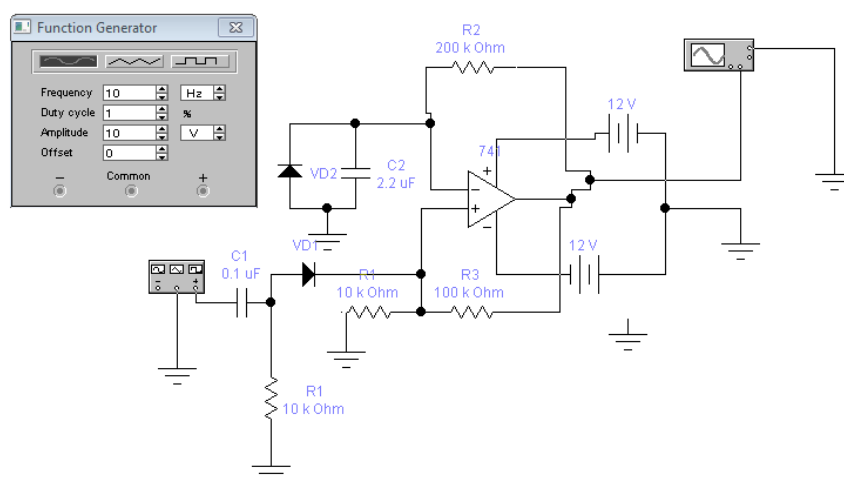 Function Generator
Frequency 10 Hz
Duty cycle 1 %
Amplitude 10 V
Offset 0
− Common +
R2
200 k Ohm
12 V
741
+
VD2
C2
2.2 uF
−
+
−
12 V
VD1
C1
0.1 uF
R1
10 k Ohm
R3
100 k Ohm
− +
R1
10 k Ohm